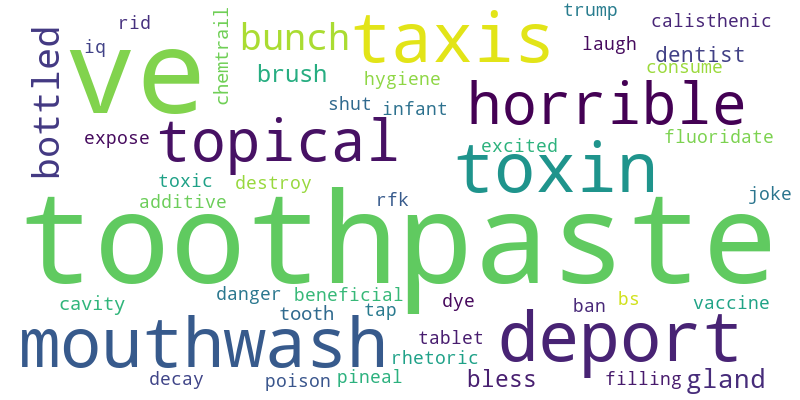 trump
rid
calisthenic
bottled
iq
ve
chemtrail
bunch
taxis
laugh
dentist
brush
hygiene
consume
shut
infant
horrible
expose
topical
excited
fluoridate
toxin
toxic
destroy
additive
rfk
joke
toothpaste
cavity
danger
beneficial
tooth
tap
dye
ban
bs
vaccine
mouthwash
tablet
deport
rhetoric
decay
poison
pineal
bless
filling
gland